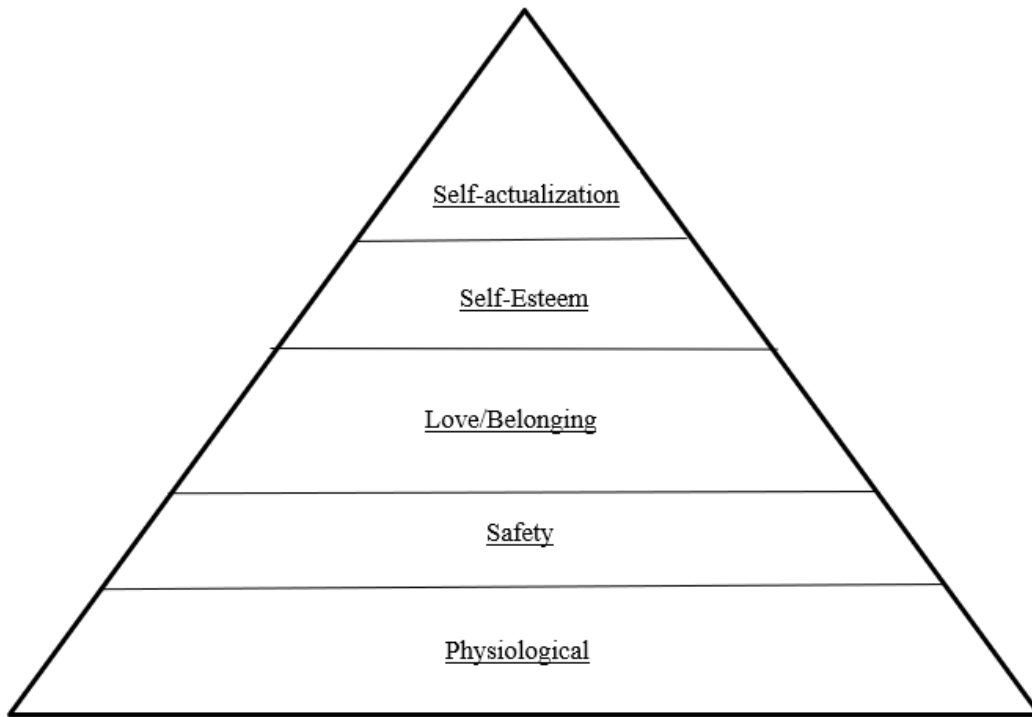 Self-actualization
Self-Esteem
Love/Belonging
Safety
Physiological